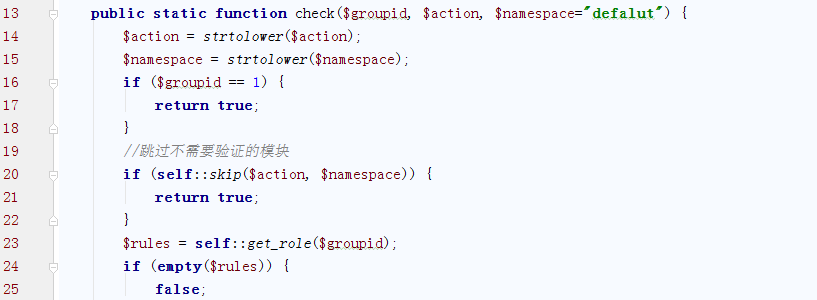 13 public static function check($groupid, $action, $namespace="defalut") {
14 $action = strtolower($action);
15 $namespace = strtolower($namespace);
16 if ($groupid == 1) {
17 return true;
18 }
19 //跳过不需要验证的模块
20 if (self::skip($action, $namespace)) {
21 return true;
22 }
23 $rules = self::get_role($groupid);
24 if (empty($rules)) {
25 false;